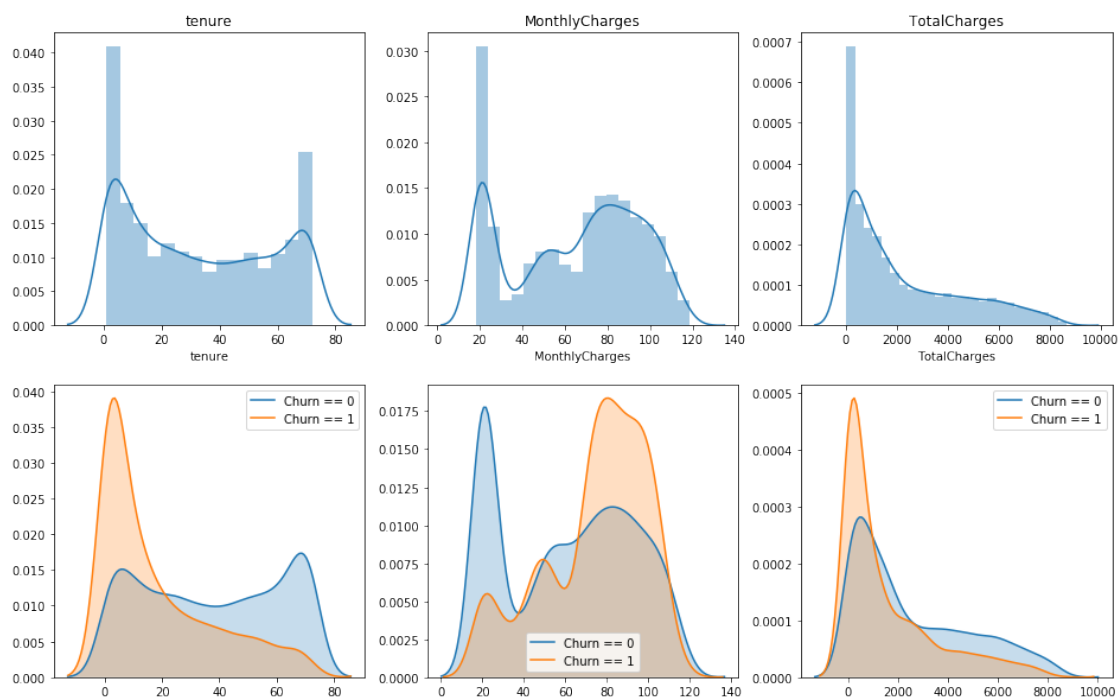 tenure
0.040
0.035
0.030
0.025
0.020
0.015
0.010
0.005
0.000
0 20 40 60 80
tenure
MonthlyCharges
0.030
0.025
0.020
0.015
0.010
0.005
0.000
0 20 40 60 80 100 120 140
MonthlyCharges
TotalCharges
0.0007
0.0006
0.0005
0.0004
0.0003
0.0002
0.0001
0.0000
0 2000 4000 6000 8000 10000
TotalCharges
0.040
0.035
0.030
0.025
0.020
0.015
0.010
0.005
0.000
Churn == 0
Churn == 1
0 20 40 60 80
0.0175
0.0150
0.0125
0.0100
0.0075
0.0050
0.0025
0.0000
Churn == 0
Churn == 1
0 20 40 60 80 100 120 140
0.0005
0.0004
0.0003
0.0002
0.0001
0.0000
Churn == 0
Churn == 1
0 2000 4000 6000 8000 10000